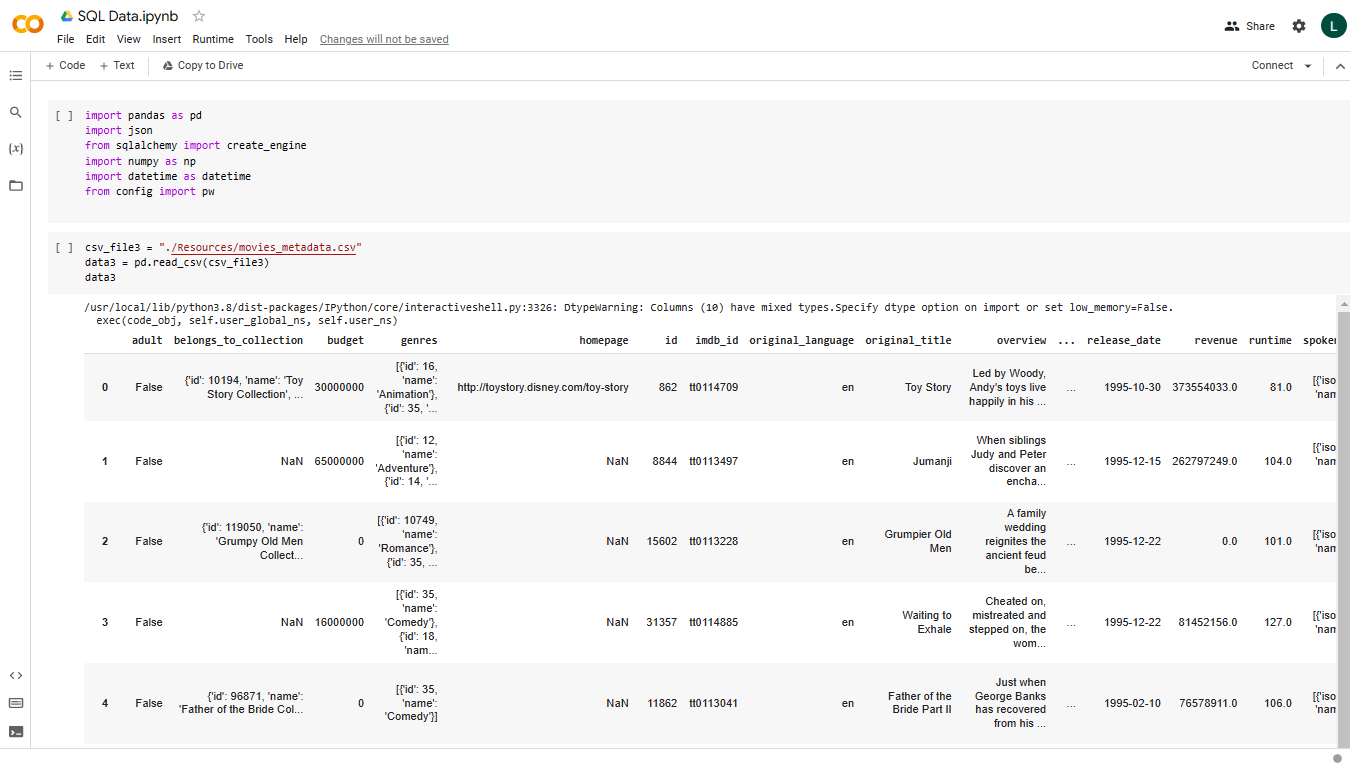 SQL Data.ipynb
File Edit View Insert Runtime Tools Help Changes will not be saved
Share
L
+ Code + Text Copy to Drive
Connect
[ ] import pandas as pd
import json
from sqlalchemy import create_engine
import numpy as np
import datetime as datetime
from config import pw
[ ] csv_file3 = "./Resources/movies_metadata.csv"
data3 = pd.read_csv(csv_file3)
data3
/usr/local/lib/python3.8/dist-packages/IPython/core/interactiveshell.py:3326: DtypeWarning: Columns (10) have mixed types.Specify dtype option on import or set low_memory=False.
exec(code_obj, self.user_global_ns, self.user_ns)
adult belongs_to_collection budget genres homepage id imdb_id original_language original_title overview ... release_date revenue runtime spoken
[{'id': 16,
'name':
'Animation'},
{'id': 35, '...
0 False {'id': 10194, 'name': 'Toy
Story Collection', ...
30000000 http://toystory.disney.com/toy-story 862 tt0114709 en Toy Story
Led by Woody,
Andy's toys live
happily in his ...
... 1995-10-30 373554033.0 81.0 [{'iso
'nam
1 False NaN 65000000
[{'id': 12,
'name':
'Adventure'},
{'id': 14, '...
NaN 8844 tt0113497 en Jumanji
When siblings
Judy and Peter
discover an
encha...
... 1995-12-15 262797249.0 104.0 [{'iso
'nam
2 False {'id': 119050, 'name':
'Grumpy Old Men
Collect...
0
[{'id': 10749,
'name':
'Romance'},
{'id': 35, ...
NaN 15602 tt0113228 en Grumpier Old
Men
A family
wedding
reignites the
ancient feud
be...
... 1995-12-22 0.0 101.0 [{'iso
'nam
3 False NaN 16000000
[{'id': 35,
'name':
'Comedy'},
{'id': 18,
'nam...
NaN 31357 tt0114885 en Waiting to
Exhale
Cheated on,
mistreated and
stepped on, the
wom...
... 1995-12-22 81452156.0 127.0 [{'iso
'nam
4 False {'id': 96871, 'name':
'Father of the Bride Col...
0
[{'id': 35,
'name':
'Comedy'}]
NaN 11862 tt0113041 en Father of the
Bride Part II
Just when
George Banks
has recovered
from his ...
... 1995-02-10 76578911.0 106.0 [{'iso
'nam